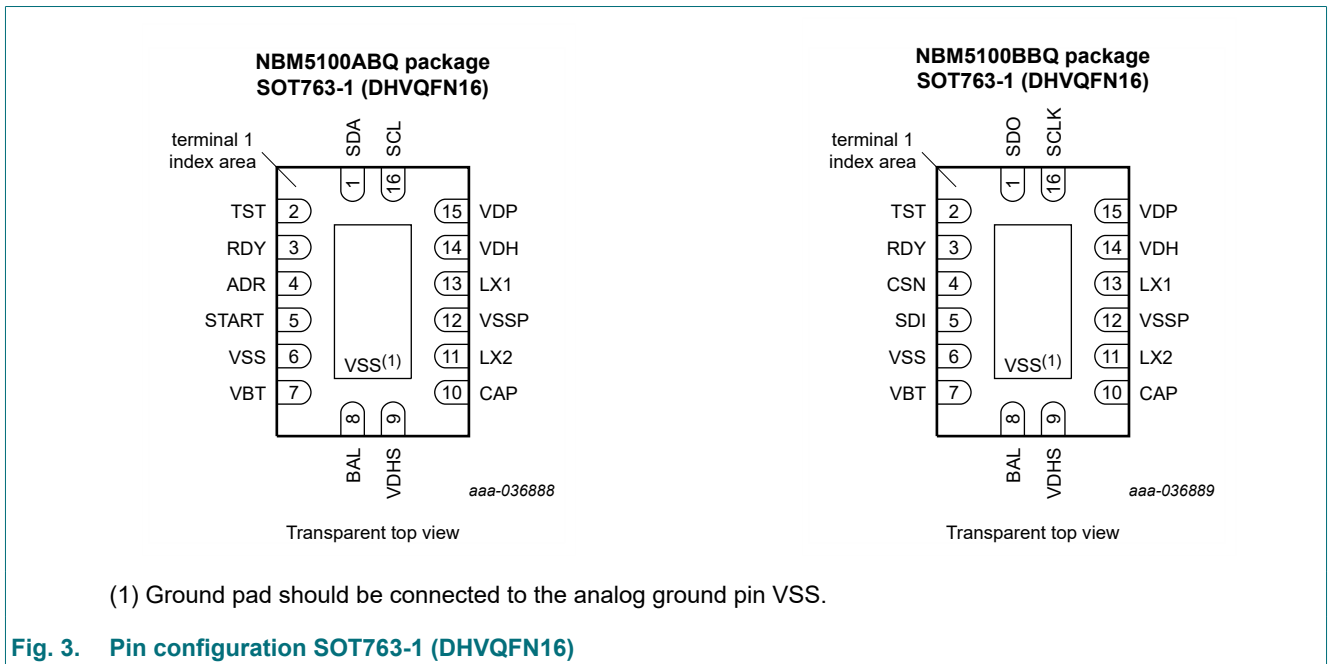 NBM5100ABQ package
SOT763-1 (DHVQFN16)
terminal 1
index area
SDA
SCL
1
16
TST 2
15 VDP
RDY 3
14 VDH
ADR 4
13 LX1
START 5
12 VSSP
VSS 6
11 LX2
VBT 7
10 CAP
VSS(1)
8
9
BAL
VDHS
aaa-036888
Transparent top view
NBM5100BBQ package
SOT763-1 (DHVQFN16)
terminal 1
index area
SDO
SCLK
1
16
TST 2
15 VDP
RDY 3
14 VDH
CSN 4
13 LX1
SDI 5
12 VSSP
VSS 6
11 LX2
VBT 7
10 CAP
VSS(1)
8
9
BAL
VDHS
aaa-036889
Transparent top view
(1) Ground pad should be connected to the analog ground pin VSS.
Fig. 3. Pin configuration SOT763-1 (DHVQFN16)